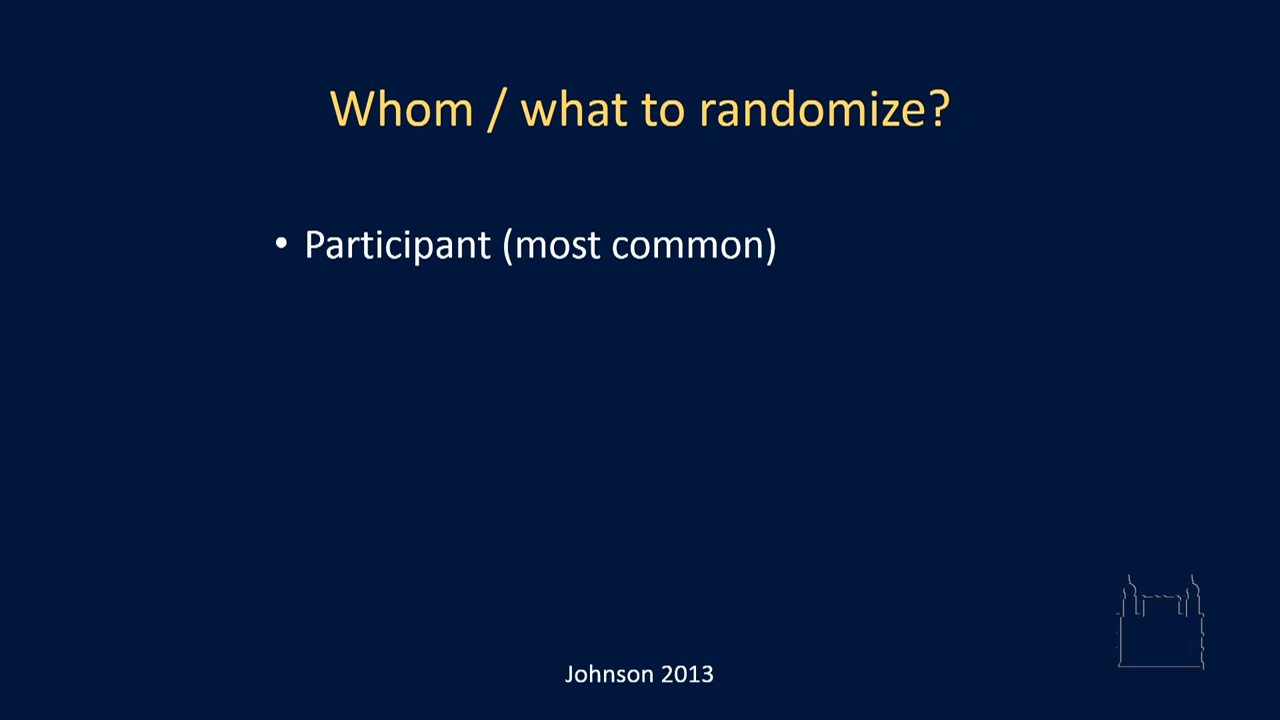 Whom / what to randomize?
• Participant (most common)
Johnson 2013